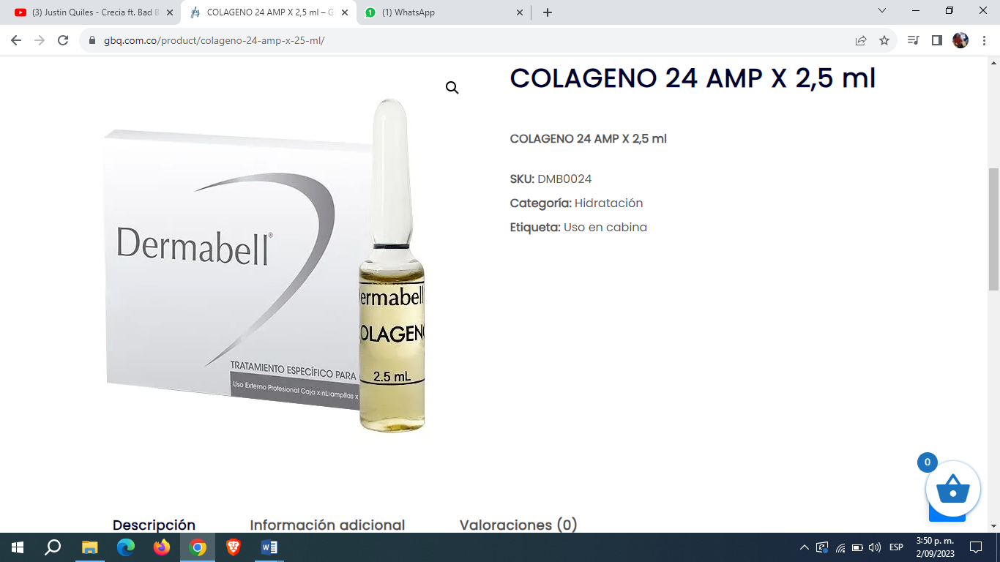 (3) Justin Quiles - Crecia ft. Bad B
COLAGENO 24 AMP X 2,5 ml – G
(1) WhatsApp
gbq.com.co/product/colageno-24-amp-x-25-ml/
COLAGENO 24 AMP X 2,5 ml
COLAGENO 24 AMP X 2,5 ml
SKU: DMB0024
Categoría: Hidratación
Etiqueta: Uso en cabina
Dermabell®
TRATAMIENTO ESPECÍFICO PARA
Uso Externo Profesional Caja
ermabell
OLAGEN
2.5 mL
0
Descripción
Información adicional
Valoraciones (0)
ESP
3:50 p. m.
2/09/2023